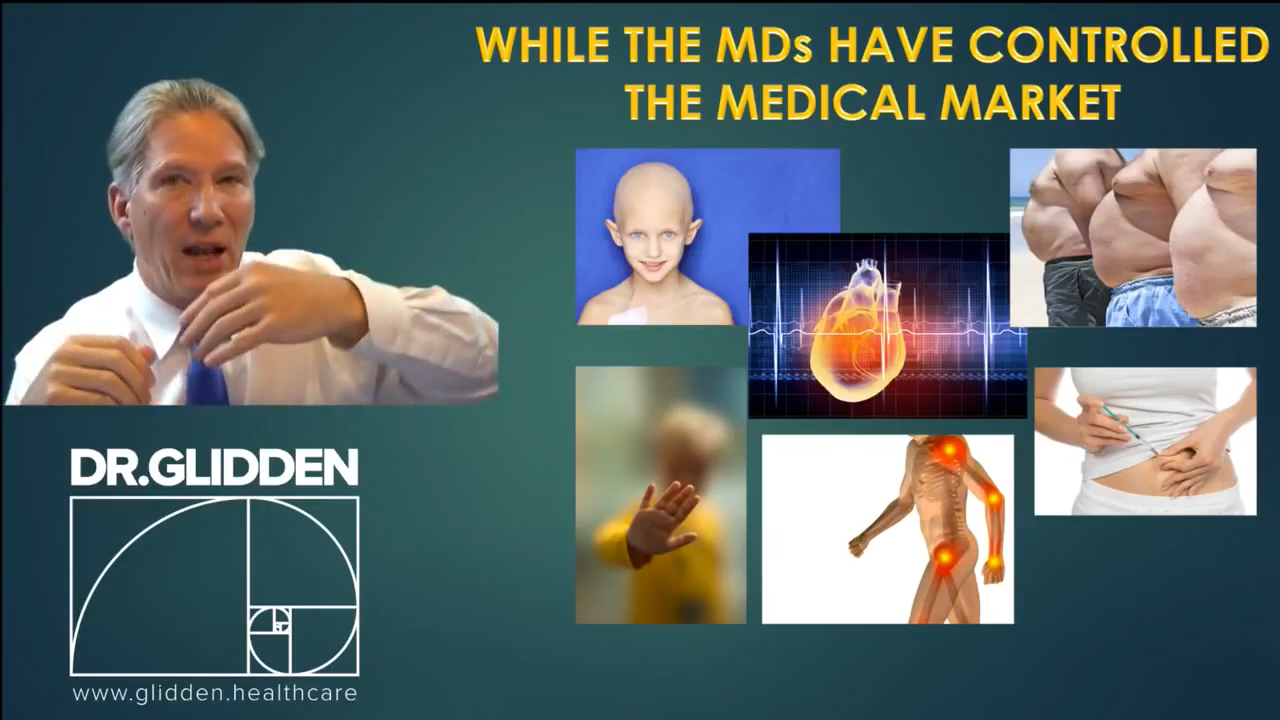 WHILE THE MDs HAVE CONTROLLED
THE MEDICAL MARKET
DR.GLIDDEN
www.glidden.healthcare